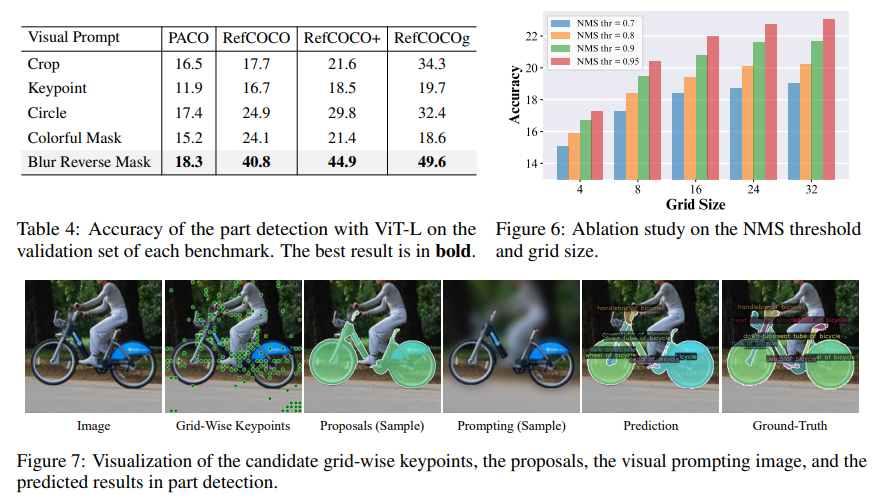 Visual Prompt PACO RefCOCO RefCOCO+ RefCOCOg
Crop 16.5 17.7 21.6 34.3
Keypoint 11.9 16.7 18.5 19.7
Circle 17.4 24.9 29.8 32.4
Colorful Mask 15.2 24.1 21.4 18.6
Blur Reverse Mask 18.3 40.8 44.9 49.6
Table 4: Accuracy of the part detection with ViT-L on the
validation set of each benchmark. The best result is in bold.
NMS thr = 0.7
NMS thr = 0.8
NMS thr = 0.9
NMS thr = 0.95
Accuracy
22
20
18
16
14
4 8 16 24 32
Grid Size
Figure 6: Ablation study on the NMS threshold
and grid size.
handlebar of bicycle
wheel of bicycle
handlebar of bicycle
seat tube of bicycle
Image Grid-Wise Keypoints Proposals (Sample) Prompting (Sample) Prediction Ground-Truth
Figure 7: Visualization of the candidate grid-wise keypoints, the proposals, the visual prompting image, and the
predicted results in part detection.